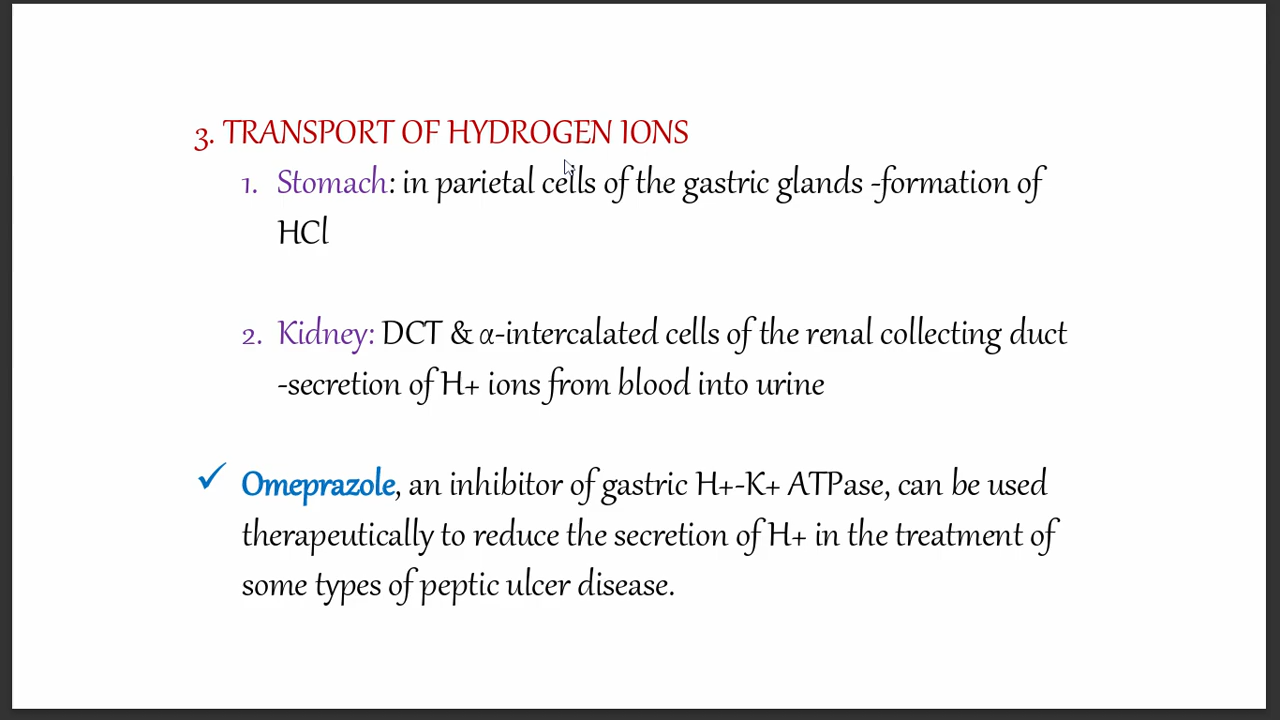 3. TRANSPORT OF HYDROGEN IONS
1. Stomach: in parietal cells of the gastric glands -formation of
HCl
2. Kidney: DCT & α-intercalated cells of the renal collecting duct
-secretion of H+ ions from blood into urine
✓ Omeprazole, an inhibitor of gastric H+-K+ ATPase, can be used
therapeutically to reduce the secretion of H+ in the treatment of
some types of peptic ulcer disease.